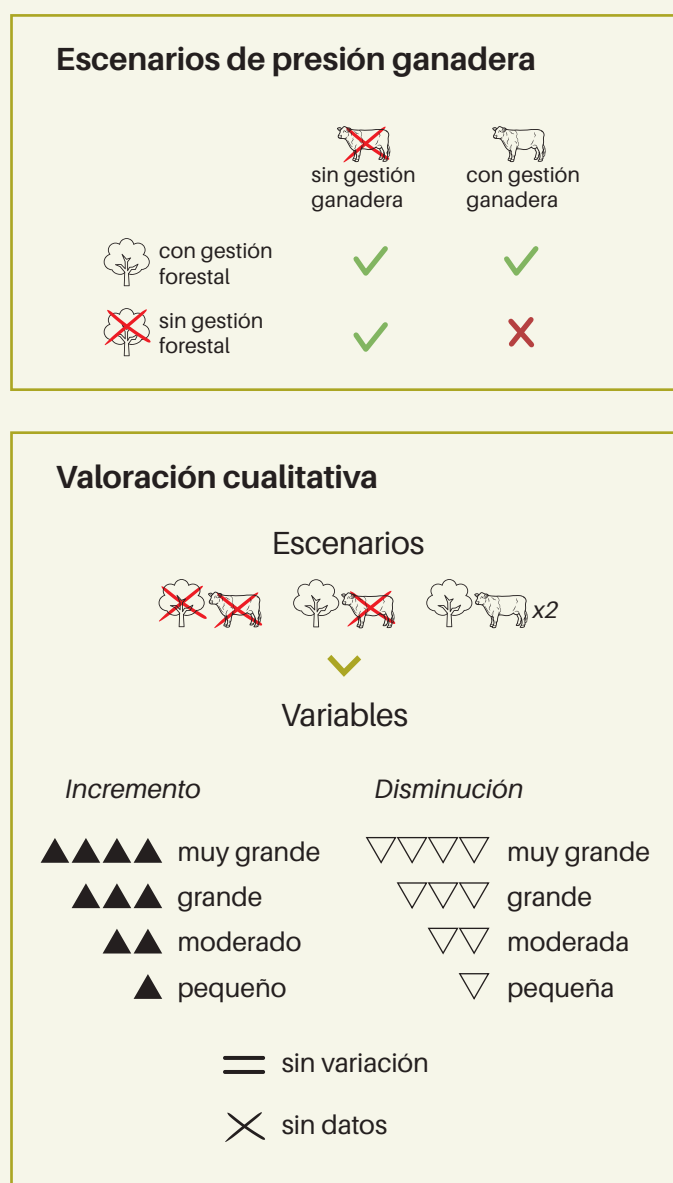 Escenarios de presión ganadera
sin gestión
ganadera
con gestión
ganadera
con gestión
forestal
sin gestión
forestal
Valoración cualitativa
Escenarios
x2
Variables
Incremento
Disminución
muy grande
muy grande
grande
grande
moderado
moderada
pequeño
pequeña
sin variación
sin datos